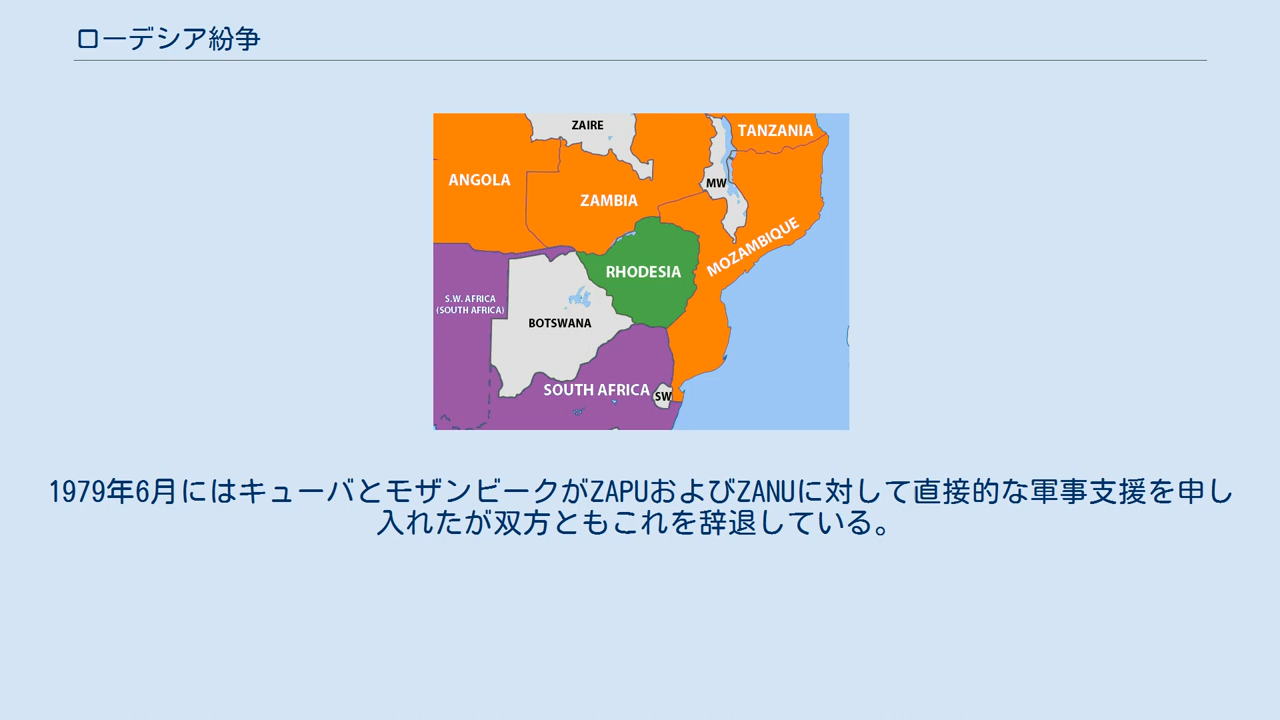 ローデシア紛争
ZAIRE
TANZANIA
ANGOLA
MW
ZAMBIA
MOZAMBIQUE
RHODESIA
S.W. AFRICA
(SOUTH AFRICA)
BOTSWANA
SOUTH AFRICA
SW
1979年6月にはキューバとモザンビークがZAPUおよびZANUに対して直接的な軍事支援を申し
入れたが双方ともこれを辞退している。